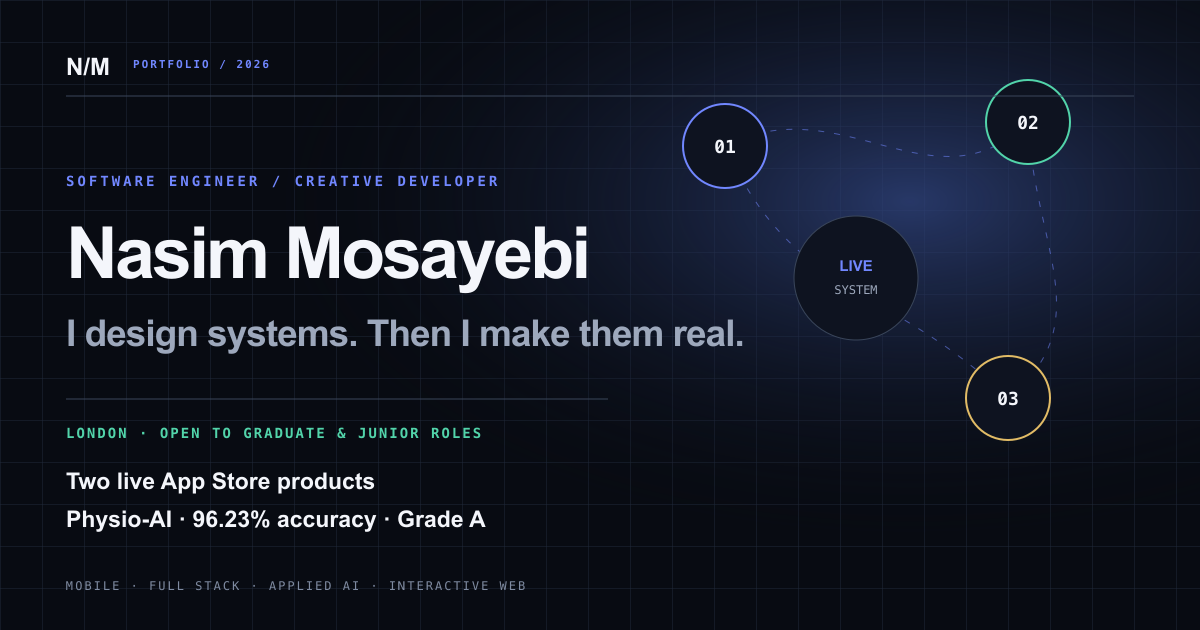 N/M PORTFOLIO / 2026
01
02
SOFTWARE ENGINEER / CREATIVE DEVELOPER
Nasim Mosayebi
LIVE
SYSTEM
I design systems. Then I make them real.
03
LONDON · OPEN TO GRADUATE & JUNIOR ROLES
Two live App Store products
Physio-AI · 96.23% accuracy · Grade A
MOBILE · FULL STACK · APPLIED AI · INTERACTIVE WEB